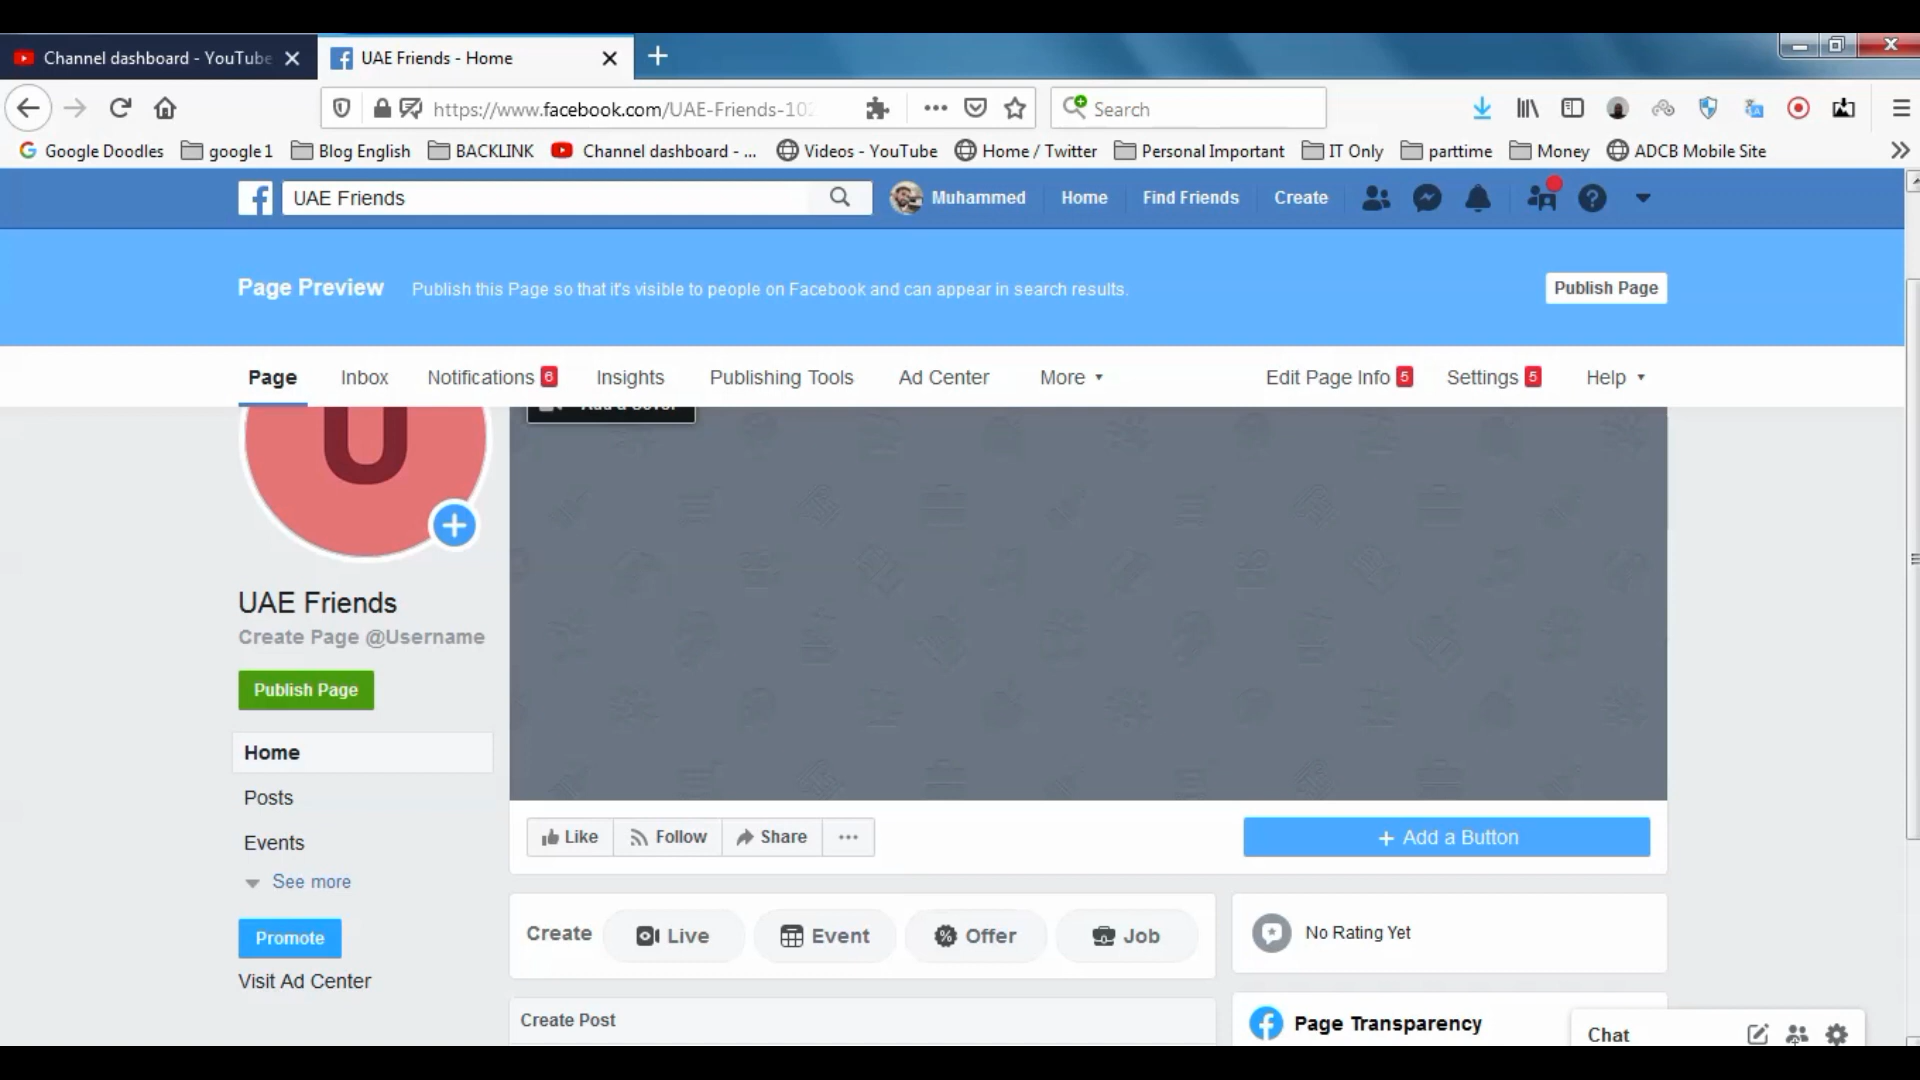 Channel dashboard - YouTube
UAE Friends - Home
https://www.facebook.com/UAE-Friends-10
Search
Google Doodles
google1
Blog English
BACKLINK
Channel dashboard - ...
Videos - YouTube
Home / Twitter
Personal Important
IT Only
parttime
Money
ADCB Mobile Site
UAE Friends
Muhammed
Home
Find Friends
Create
Page Preview
Publish this Page so that it's visible to people on Facebook and can appear in search results.
Publish Page
Page
Inbox
Notifications 6
Insights
Publishing Tools
Ad Center
More
Edit Page Info 5
Settings 5
Help
U
UAE Friends
Create Page @Username
Publish Page
Home
Posts
Events
See more
Promote
Visit Ad Center
Like
Follow
Share
+ Add a Button
Create
Live
Event
Offer
Job
No Rating Yet
Create Post
Page Transparency
Chat